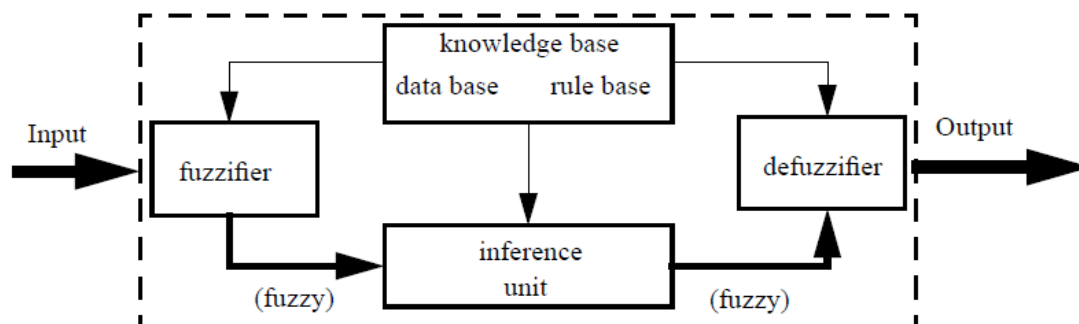 knowledge base
data base rule base
Input
fuzzifier
defuzzifier
Output
inference
unit
(fuzzy)
(fuzzy)